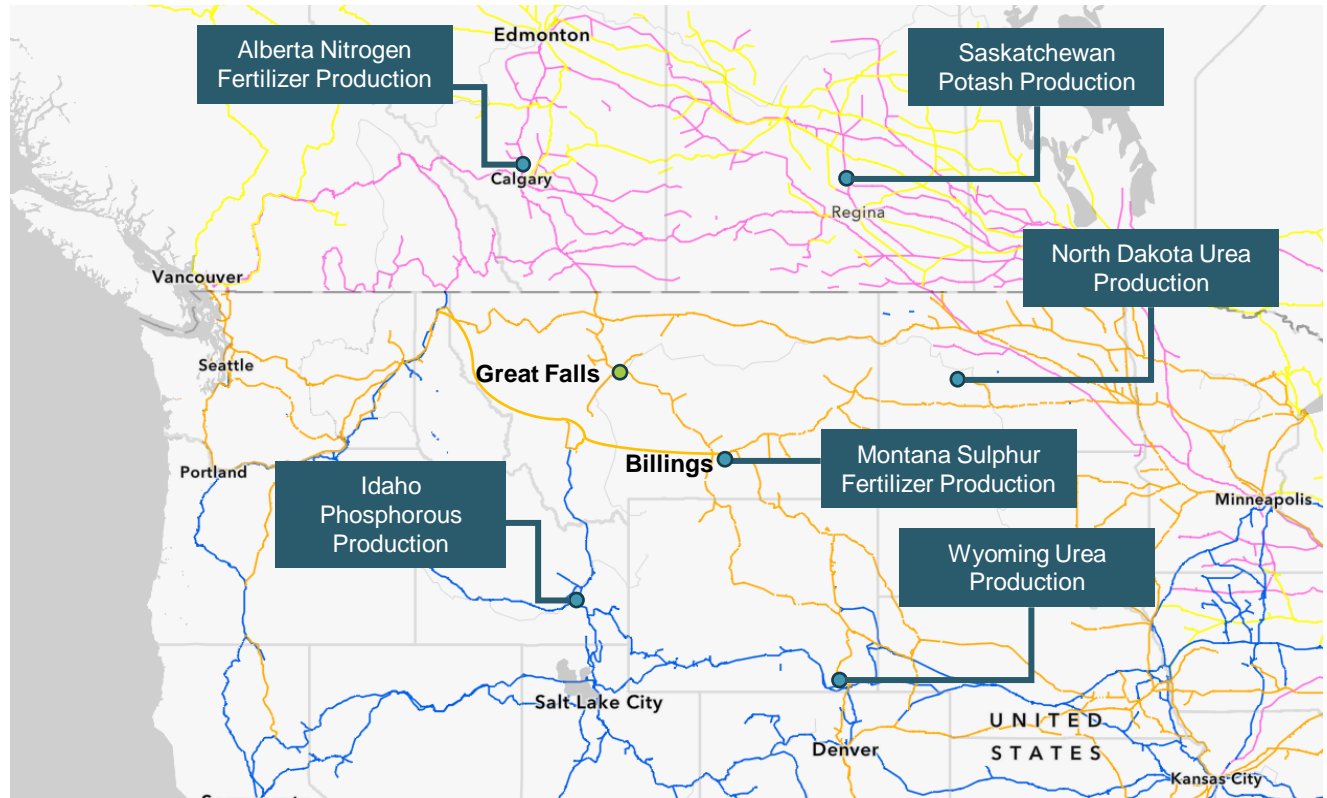 Edmonton
Alberta Nitrogen
Fertilizer Production
Saskatchewan
Potash Production
Calgary
Regina
North Dakota Urea
Production
Vancouver
Seattle
Great Falls
Portland
Billings
Montana Sulphur
Fertilizer Production
Idaho
Phosphorous
Production
Minneapolis
Wyoming Urea
Production
Salt Lake City
UNITED
STATES
Denver
Kansas City